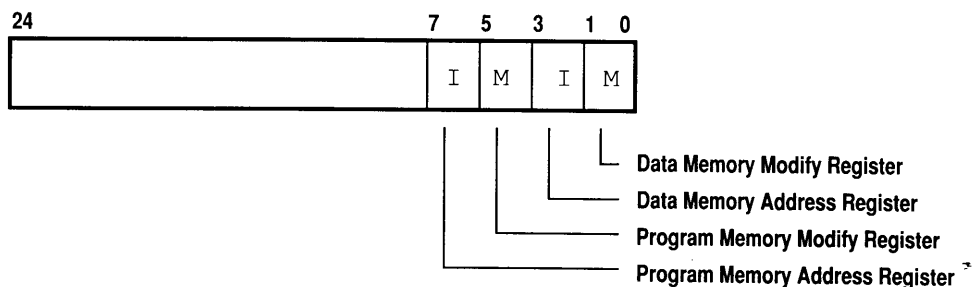 24 7 5 3 1 0
I M I M
Data Memory Modify Register
Data Memory Address Register
Program Memory Modify Register
Program Memory Address Register